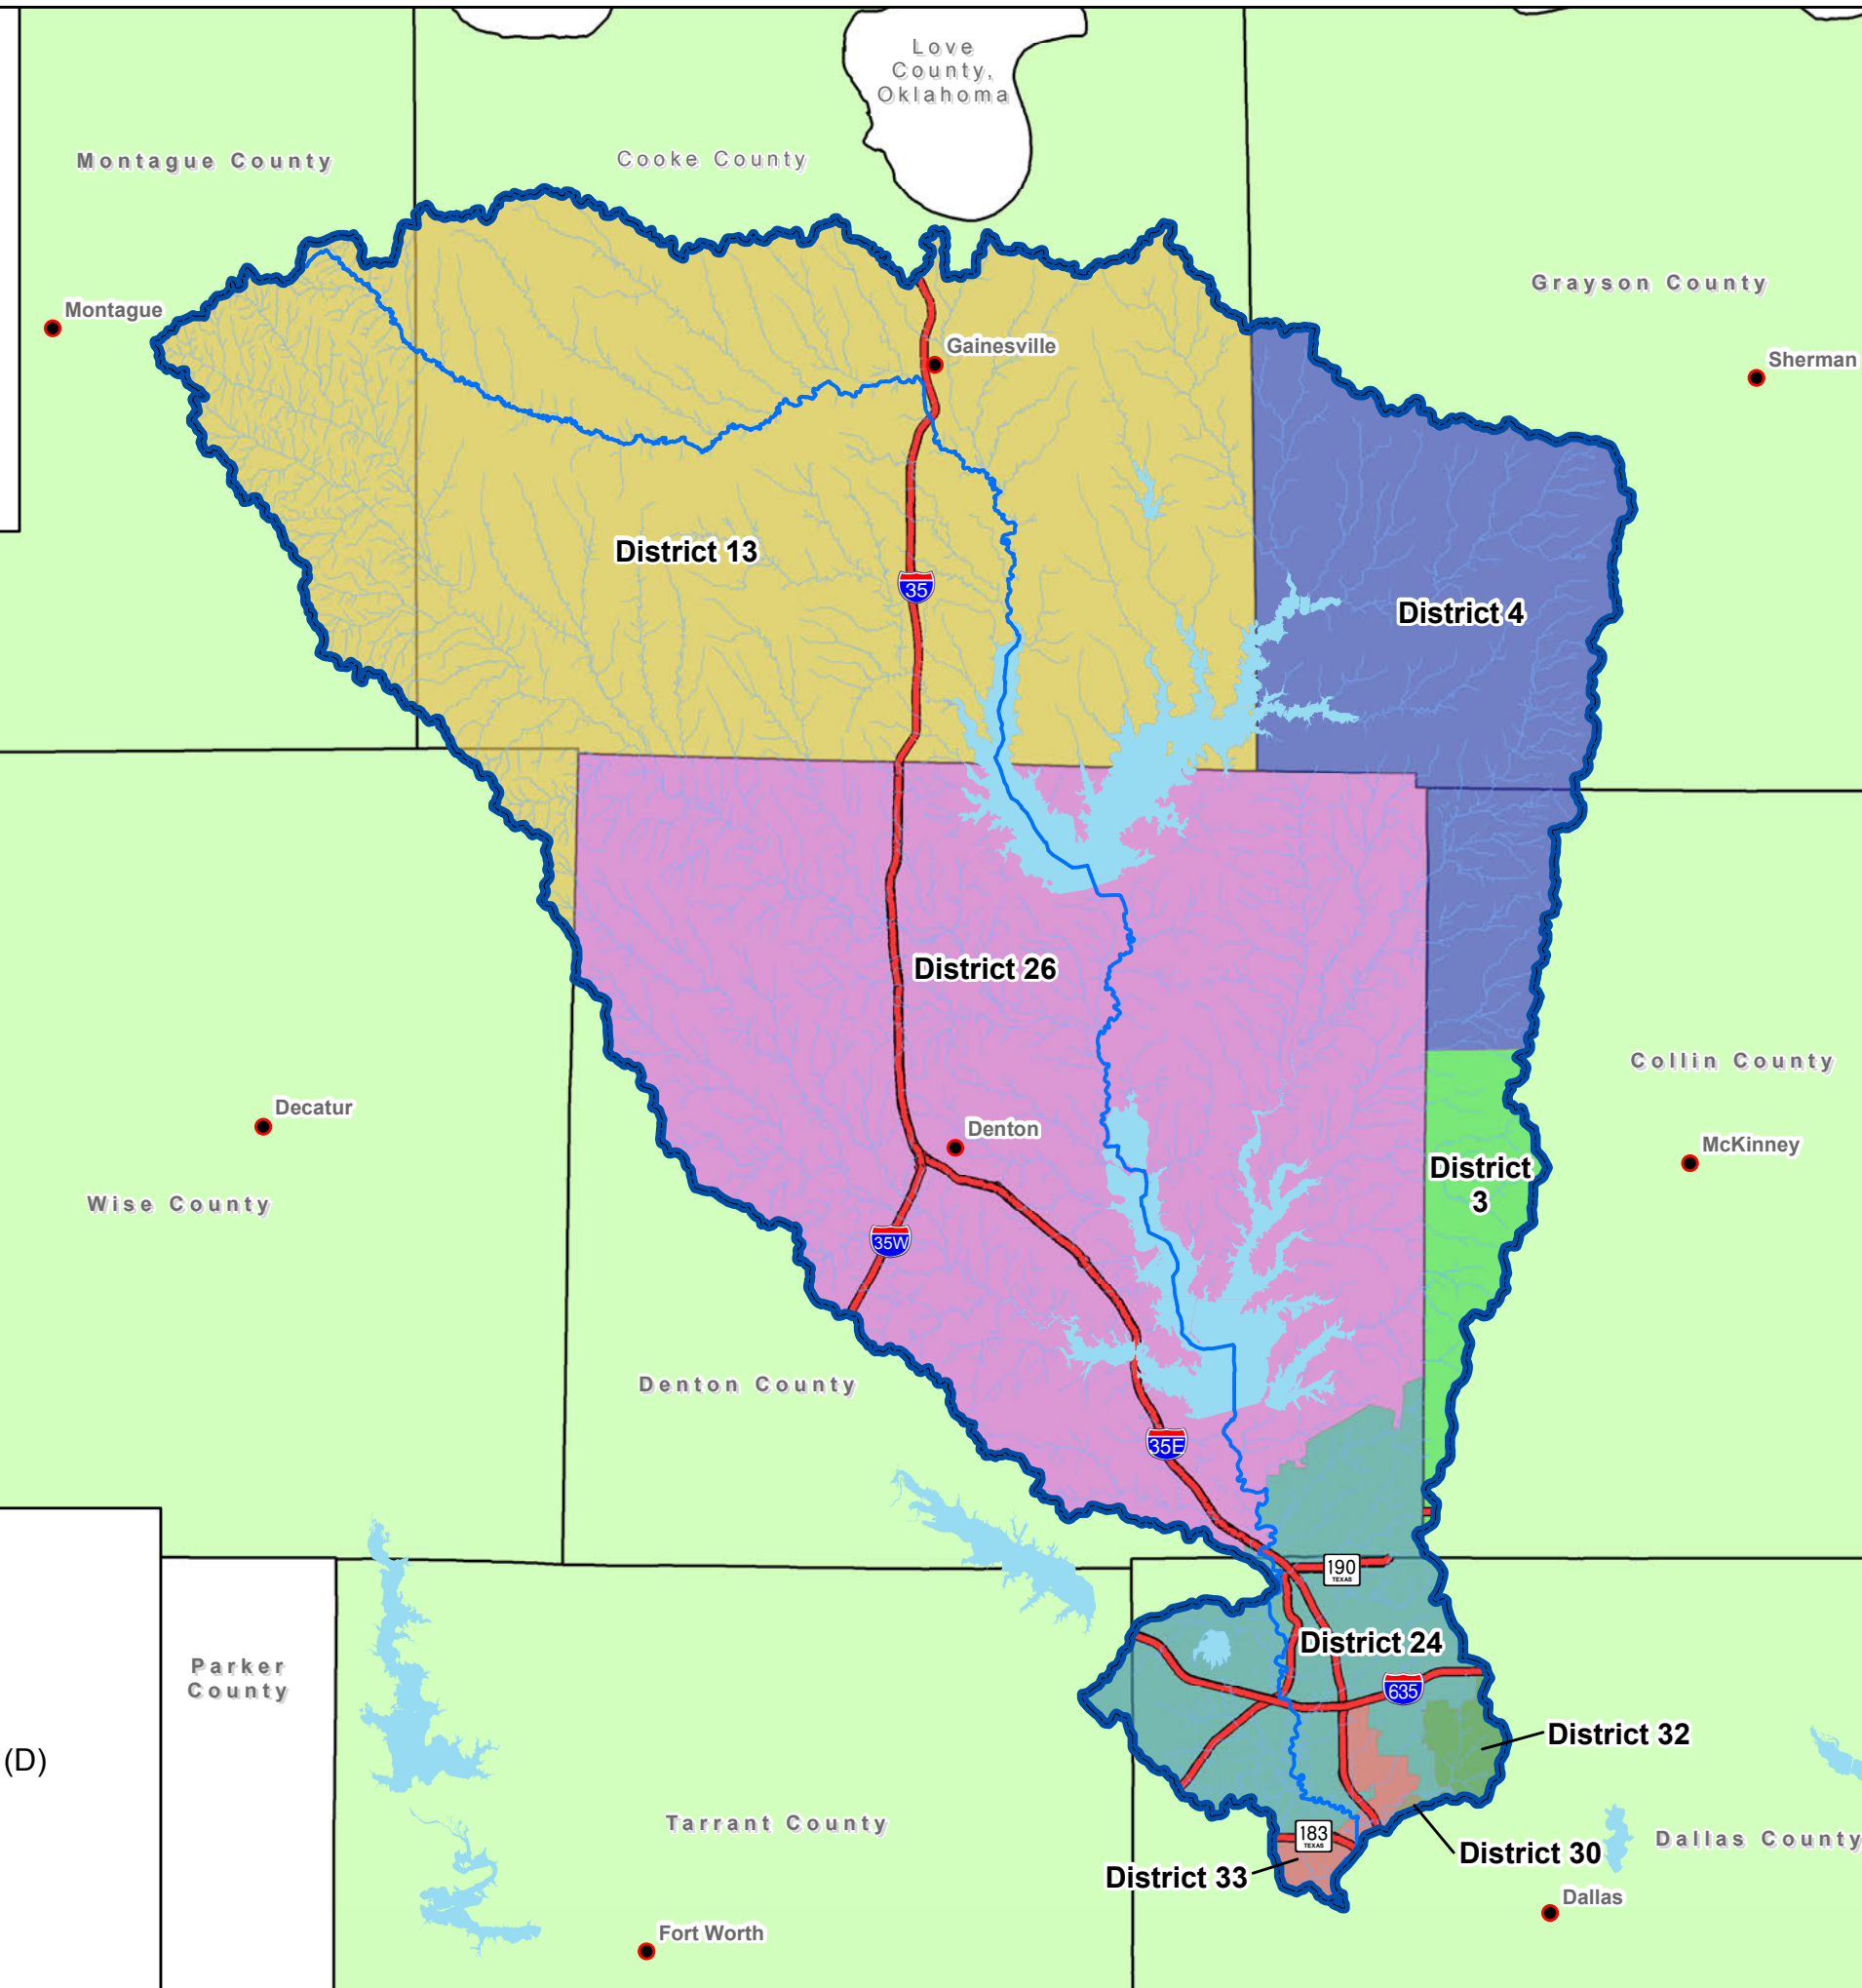 Love
County,
Oklahoma
Montague County
Cooke County
Grayson County
Montague
Gainesville
Sherman
District 13
35
District 4
District 26
Collin County
Decatur
Denton
McKinney
District
3
Wise County
35W
Denton County
35E
190
TEXAS
District 24
Parker
County
635
District 32
(D)
Tarrant County
183
TEXAS
Dallas County
District 30
District 33
Dallas
Fort Worth